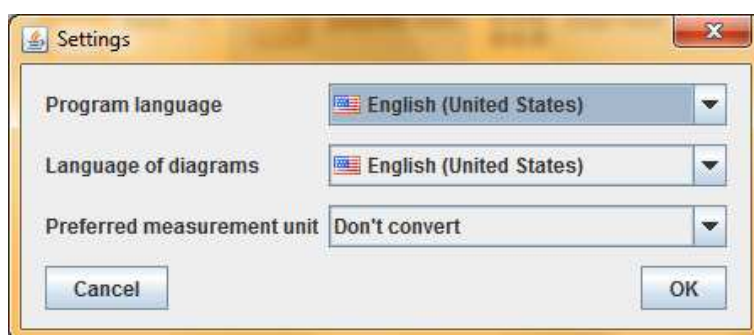 Settings
Program language English (United States)
Language of diagrams English (United States)
Preferred measurement unit Don't convert
Cancel OK